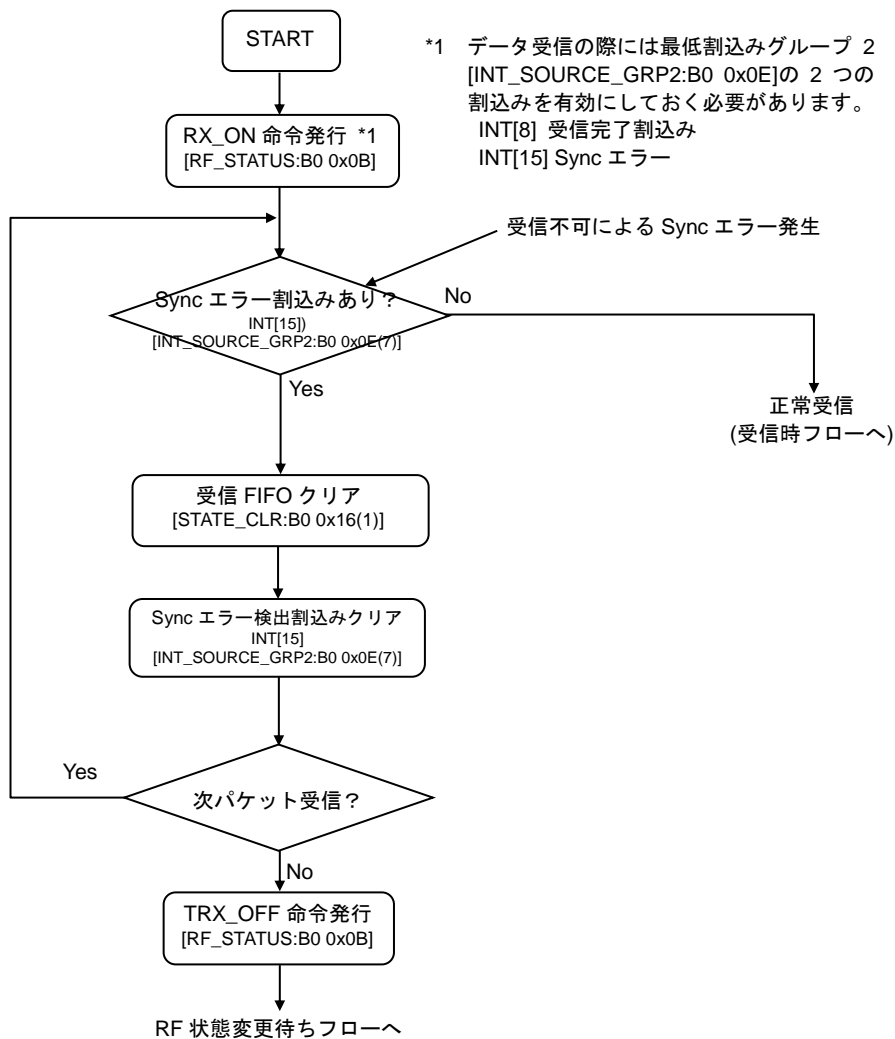 START
*1 データ受信の際には最低割込みグループ 2
[INT_SOURCE_GRP2:B0 0x0E]の 2 つの
割込みを有効にしておく必要があります。
INT[8] 受信完了割込み
INT[15] Sync エラー
RX_ON 命令発行 *1
[RF_STATUS:B0 0x0B]
受信不可による Sync エラー発生
Sync エラー割込みあり？
INT[15])
[INT_SOURCE_GRP2:B0 0x0E(7)]
No
Yes
正常受信
(受信時フローへ)
受信 FIFO クリア
[STATE_CLR:B0 0x16(1)]
Sync エラー検出割込みクリア
INT[15]
[INT_SOURCE_GRP2:B0 0x0E(7)]
Yes
次パケット受信？
No
TRX_OFF 命令発行
[RF_STATUS:B0 0x0B]
RF 状態変更待ちフローへ